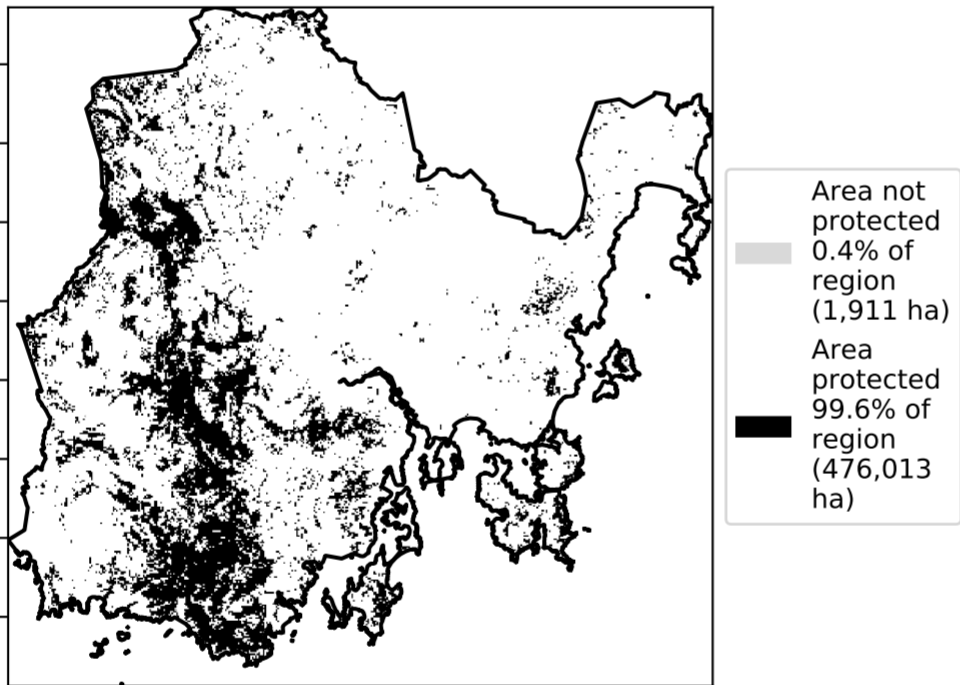 Area not
protected
0.4% of
region
(1,911 ha)
Area
protected
99.6% of
region
(476,013
ha)